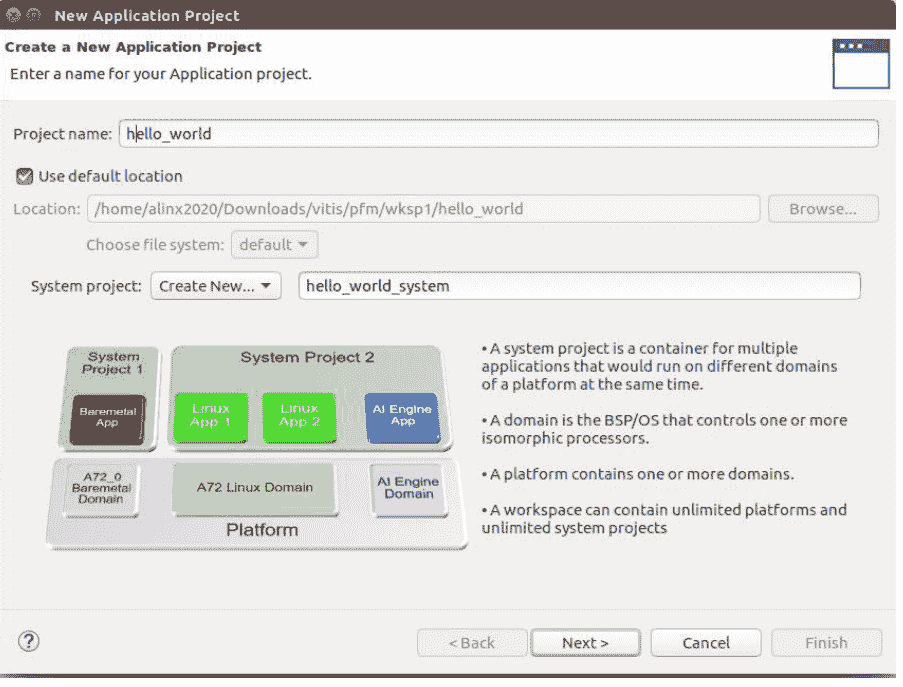 New Application Project
Create a New Application Project
Enter a name for your Application project.
Project name: hello_world
Use default location
Location: /home/alinx2020/Downloads/vitis/pfm/wksp1/hello_world Browse...
Choose file system: default
System project: Create New... hello_world_system
System
Project 1
Baremetal
App
System Project 2
Linux
App 1
Linux
App 2
AI Engine
App
A72_0
Baremetal
Domain
A72 Linux Domain
AI Engine
Domain
Platform
• A system project is a container for multiple
applications that would run on different domains
of a platform at the same time.
• A domain is the BSP/OS that controls one or more
isomorphic processors.
• A platform contains one or more domains.
• A workspace can contain unlimited platforms and
unlimited system projects
? < Back Next > Cancel Finish